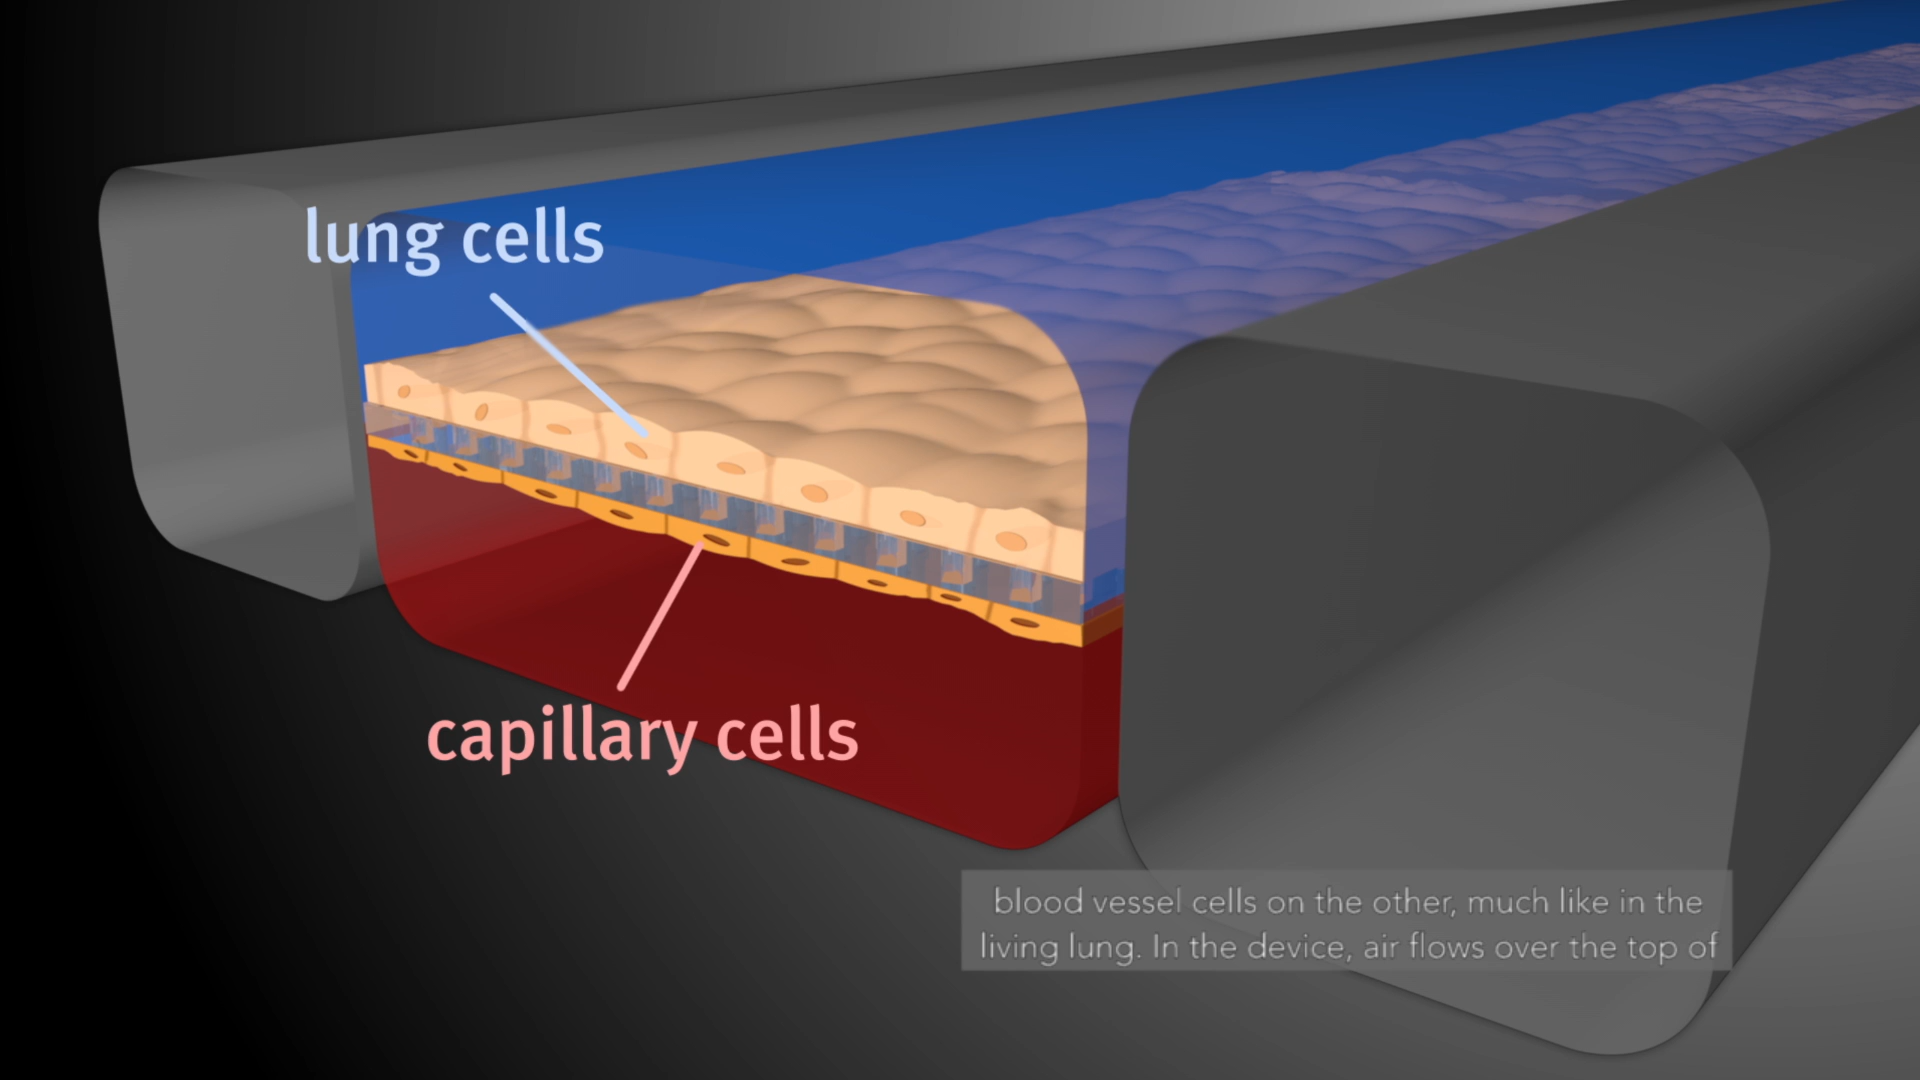 lung cells
capillary cells
blood vessel cells on the other, much like in the
living lung. In the device, air flows over the top of